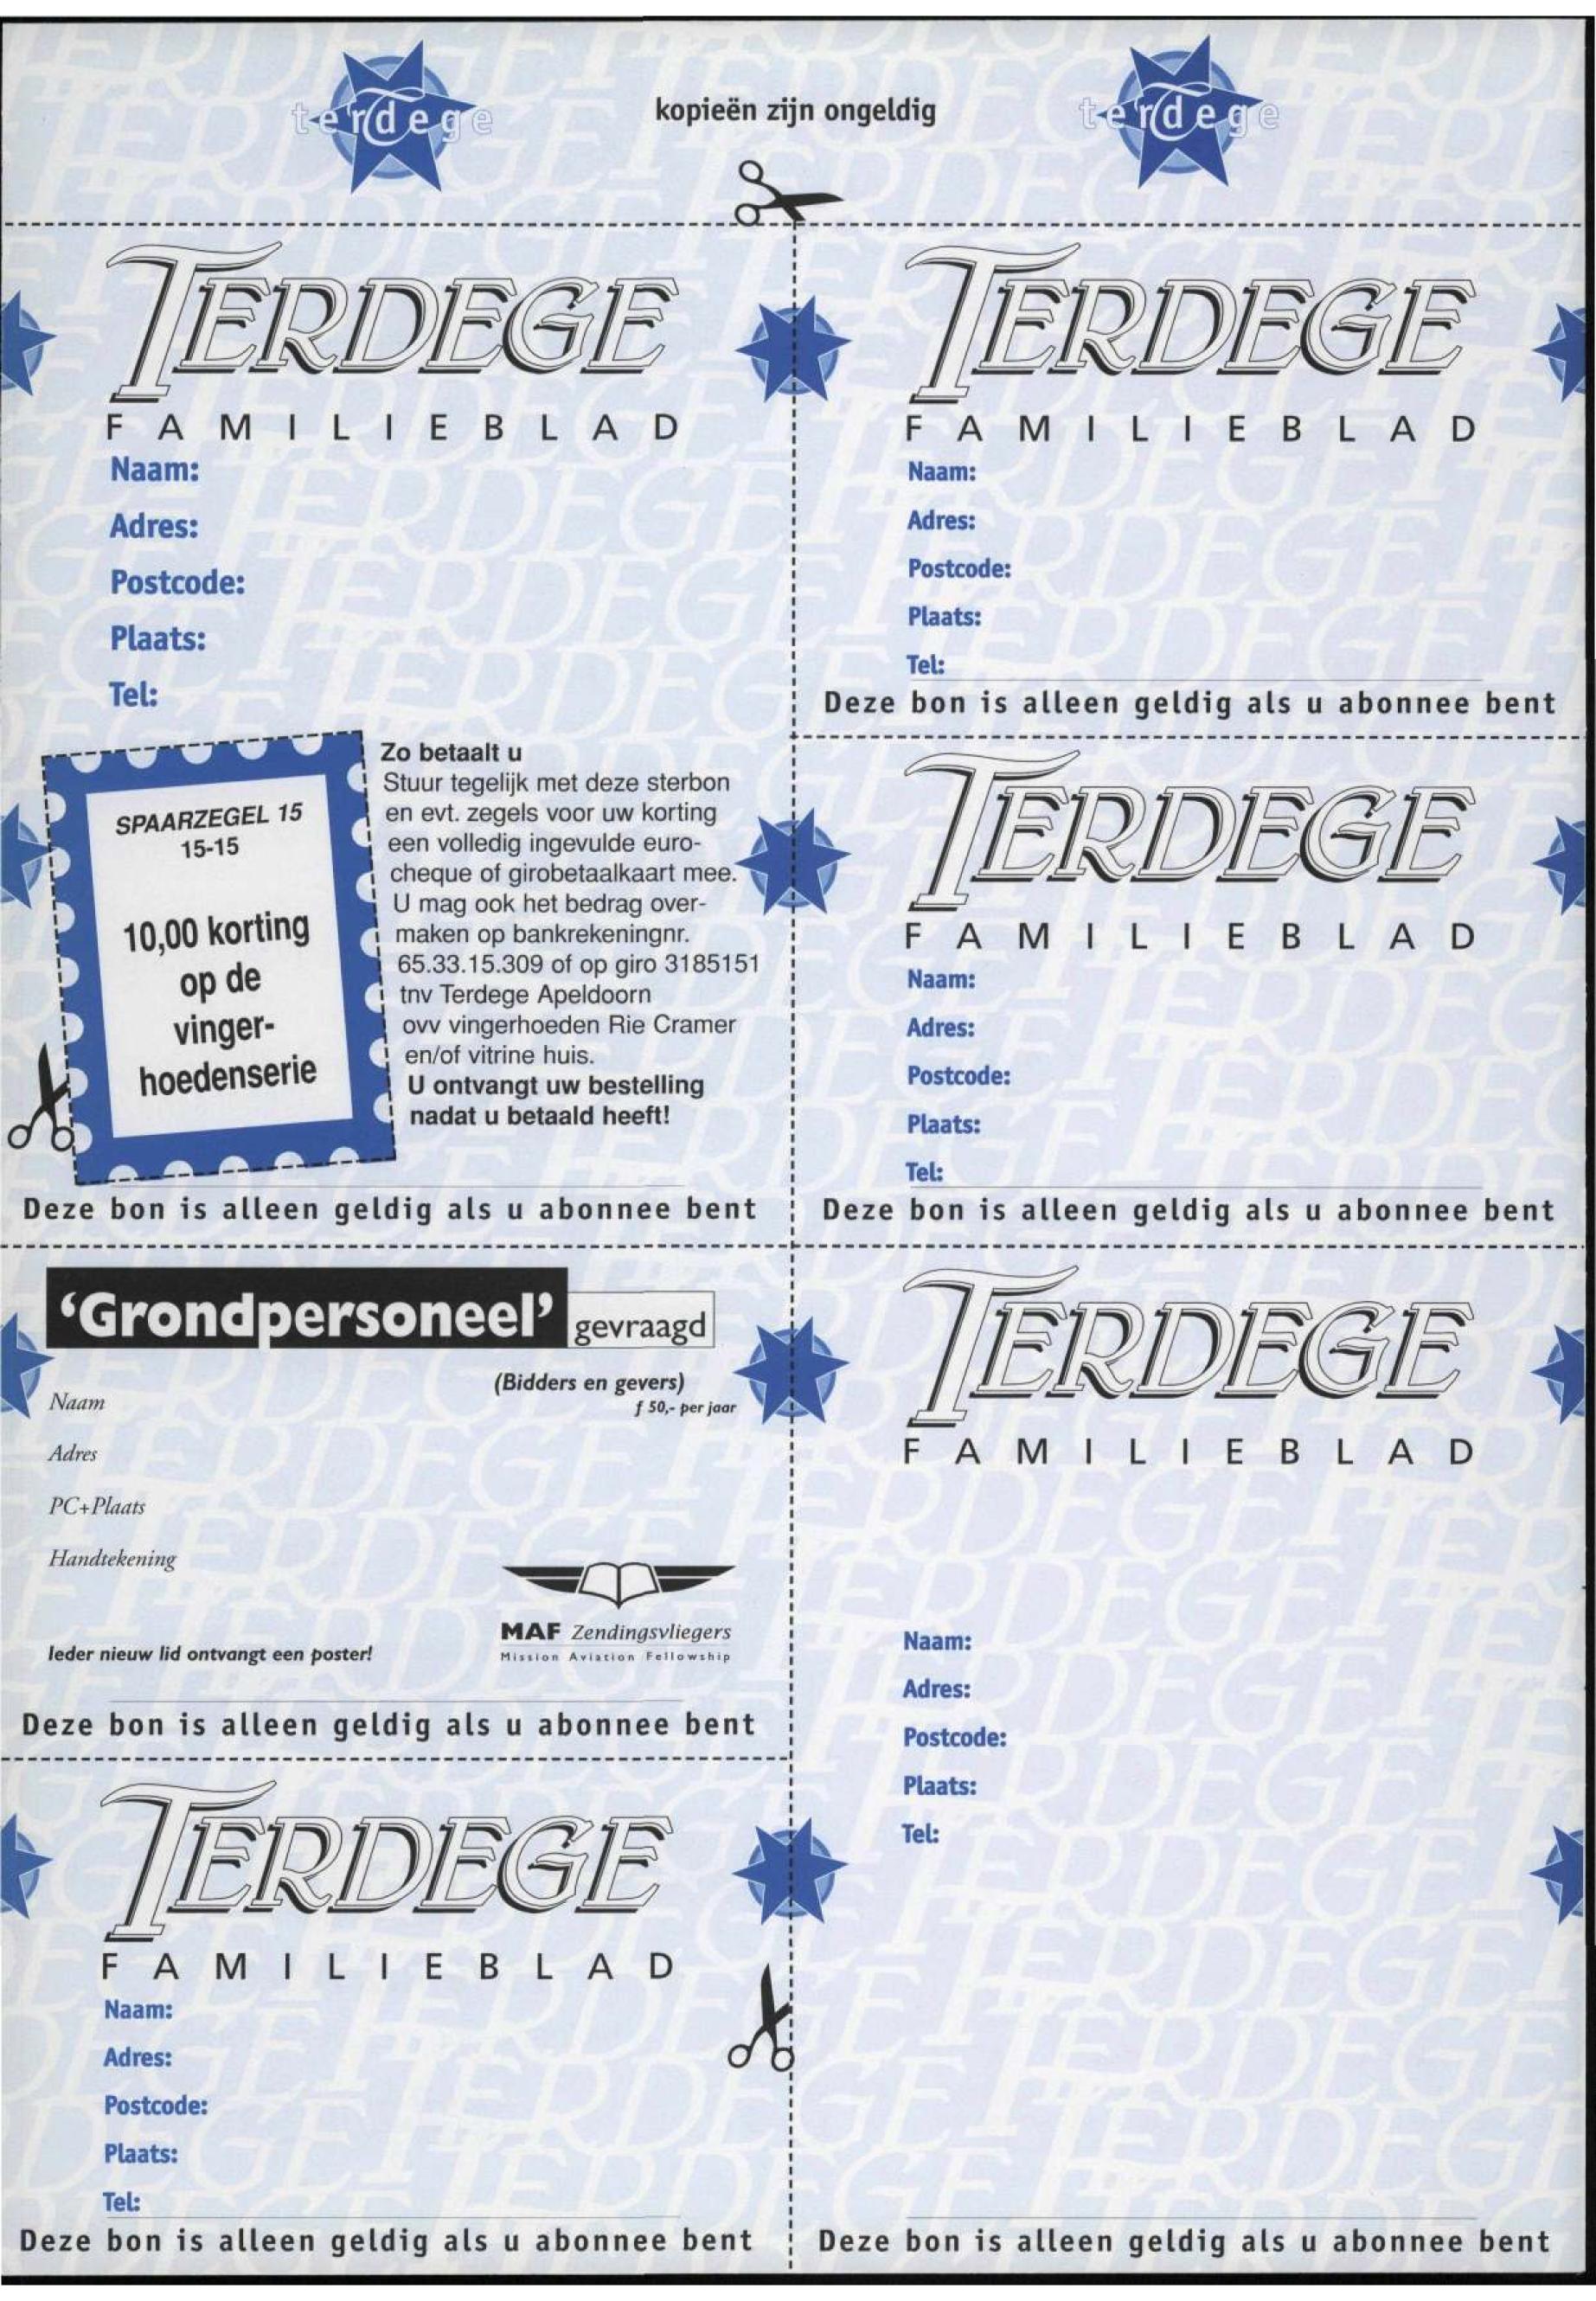 terdege
kopieën zijn ongeldig
terdege
TERDEGE
FAMILIEBLAD
Naam:
Adres:
Postcode:
Plaats:
Tel:
SPAARZEGEL 15
15-15
10,00 korting
op de
vinger-
hoedenserie
Zo betaalt u
Stuur tegelijk met deze sterbon
en evt. zegels voor uw korting
een volledig ingevulde euro-
cheque of girobetaalkaart mee.
U mag ook het bedrag over-
maken op bankrekeningnr.
65.33.15.309 of op giro 3185151
tnv Terdege Apeldoorn
ovv vingerhoeden Rie Cramer
en/of vitrine huis.
U ontvangt uw bestelling
nadat u betaald heeft!
Deze bon is alleen geldig als u abonnee bent
TERDEGE
FAMILIEBLAD
Naam:
Adres:
Postcode:
Plaats:
Tel:
Deze bon is alleen geldig als u abonnee bent
TERDEGE
FAMILIEBLAD
Naam:
Adres:
Postcode:
Plaats:
Tel:
Deze bon is alleen geldig als u abonnee bent
'Grondpersoneel' gevraagd
(Bidders en gevers)
f 50,- per jaar
Naam
Adres
PC+Plaats
Handtekening
MAF Zendingsvliegers
Mission Aviation Fellowship
Ieder nieuw lid ontvangt een poster!
Deze bon is alleen geldig als u abonnee bent
TERDEGE
FAMILIEBLAD
Naam:
Adres:
Postcode:
Plaats:
Tel:
Deze bon is alleen geldig als u abonnee bent
TERDEGE
FAMILIEBLAD
Naam:
Adres:
Postcode:
Plaats:
Tel:
Deze bon is alleen geldig als u abonnee bent